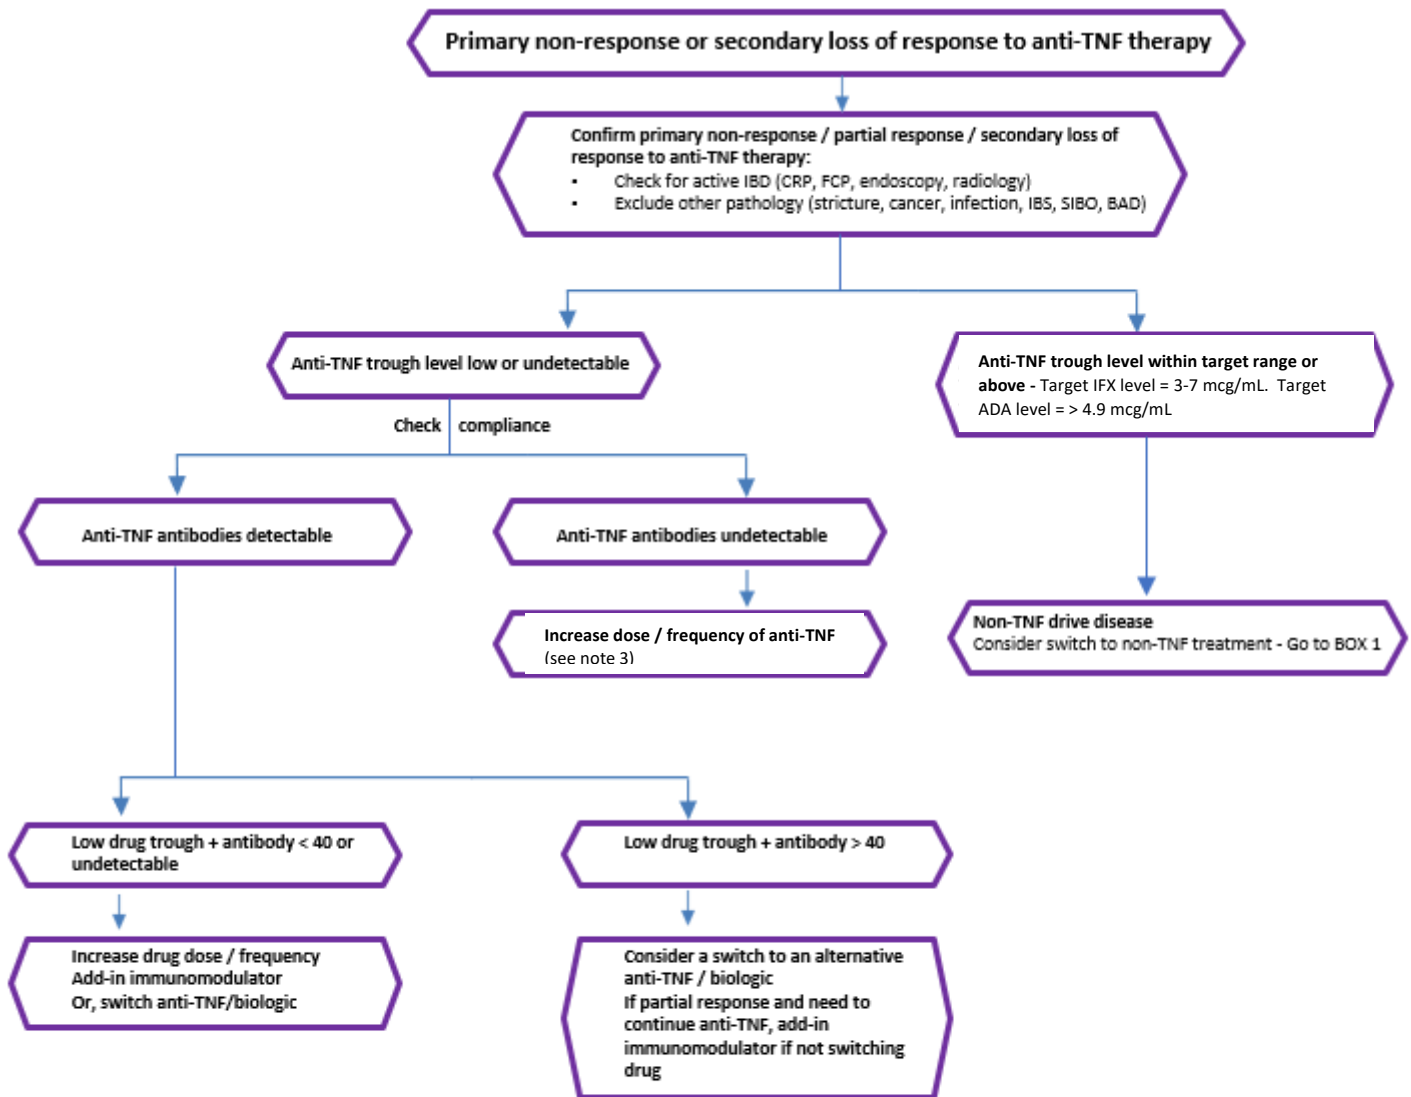 Primary non-response or secondary loss of response to anti-TNF therapy
Confirm primary non-response / partial response / secondary loss of
response to anti-TNF therapy:
▪ Check for active IBD (CRP, FCP, endoscopy, radiology)
▪ Exclude other pathology (stricture, cancer, infection, IBS, SIBO, BAD)
Anti-TNF trough level low or undetectable
Anti-TNF trough level within target range or
above - Target IFX level = 3-7 mcg/mL. Target
ADA level = > 4.9 mcg/mL
Check compliance
Anti-TNF antibodies detectable
Anti-TNF antibodies undetectable
Increase dose / frequency of anti-TNF
(see note 3)
Non-TNF drive disease
Consider switch to non-TNF treatment - Go to BOX 1
Low drug trough + antibody < 40 or
undetectable
Low drug trough + antibody > 40
Increase drug dose / frequency
Add-in immunomodulator
Or, switch anti-TNF/biologic
Consider a switch to an alternative
anti-TNF / biologic
If partial response and need to
continue anti-TNF, add-in
immunomodulator if not switching
drug